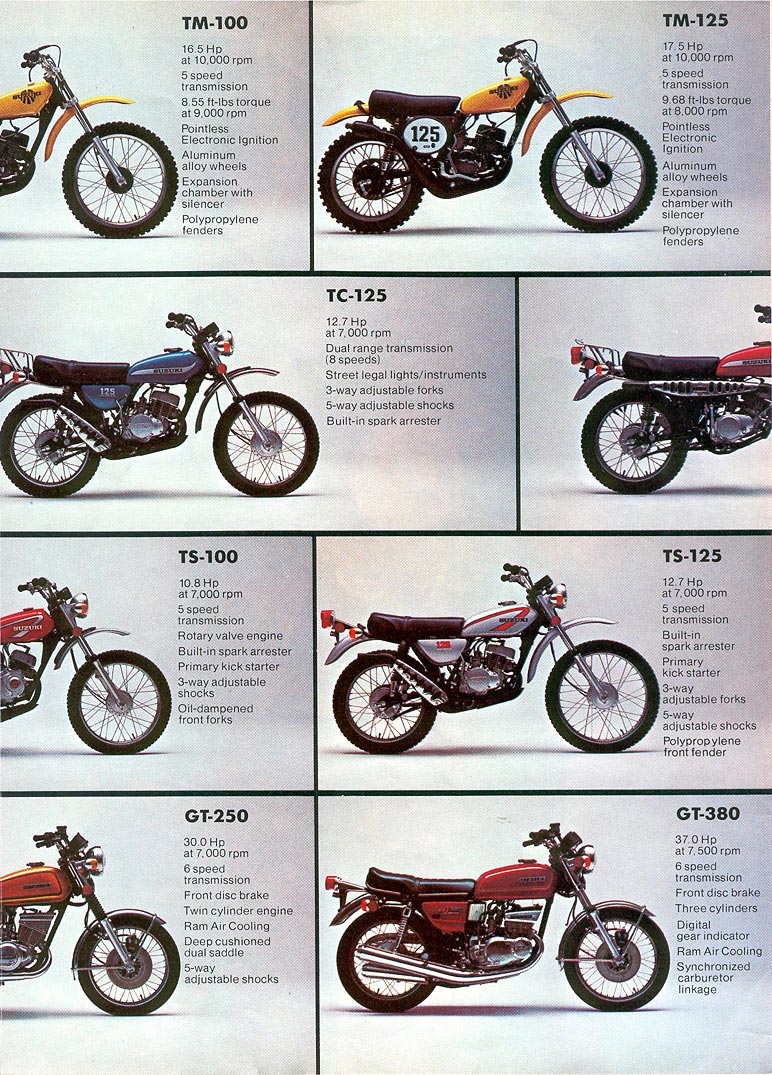 TM-100
16.5 Hp
at 10,000 rpm
5 speed
transmission
8.55 ft-lbs torque
at 9,000 rpm
Pointless
Electronic Ignition
Aluminum
alloy wheels
Expansion
chamber with
silencer
Polypropylene
fenders
SUZUKI
TM-125
17.5 Hp
at 10,000 rpm
5 speed
transmission
9.68 ft-lbs torque
at 8,000 rpm
Pointless
Electronic
Ignition
Aluminum
alloy wheels
Expansion
chamber with
silencer
Polypropylene
fenders
SUZUKI
125
TC-125
12.7 Hp
at 7,000 rpm
Dual range transmission
(8 speeds)
Street legal lights/instruments
3-way adjustable forks
5-way adjustable shocks
Built-in spark arrester
SUZUKI
125
SUZUKI
TS-100
10.8 Hp
at 7,000 rpm
5 speed
transmission
Rotary valve engine
Built-in spark arrester
Primary kick starter
3-way adjustable
shocks
Oil-dampened
front forks
SUZUKI
TS-125
12.7 Hp
at 7,000 rpm
5 speed
transmission
Built-in
spark arrester
Primary
kick starter
3-way
adjustable forks
5-way
adjustable shocks
Polypropylene
front fender
SUZUKI
125
GT-250
30.0 Hp
at 7,000 rpm
6 speed
transmission
Front disc brake
Twin cylinder engine
Ram Air Cooling
Deep cushioned
dual saddle
5-way
adjustable shocks
GT-380
37.0 Hp
at 7,500 rpm
6 speed
transmission
Front disc brake
Three cylinders
Digital
gear indicator
Ram Air Cooling
Synchronized
carburetor
linkage
SUZUKI